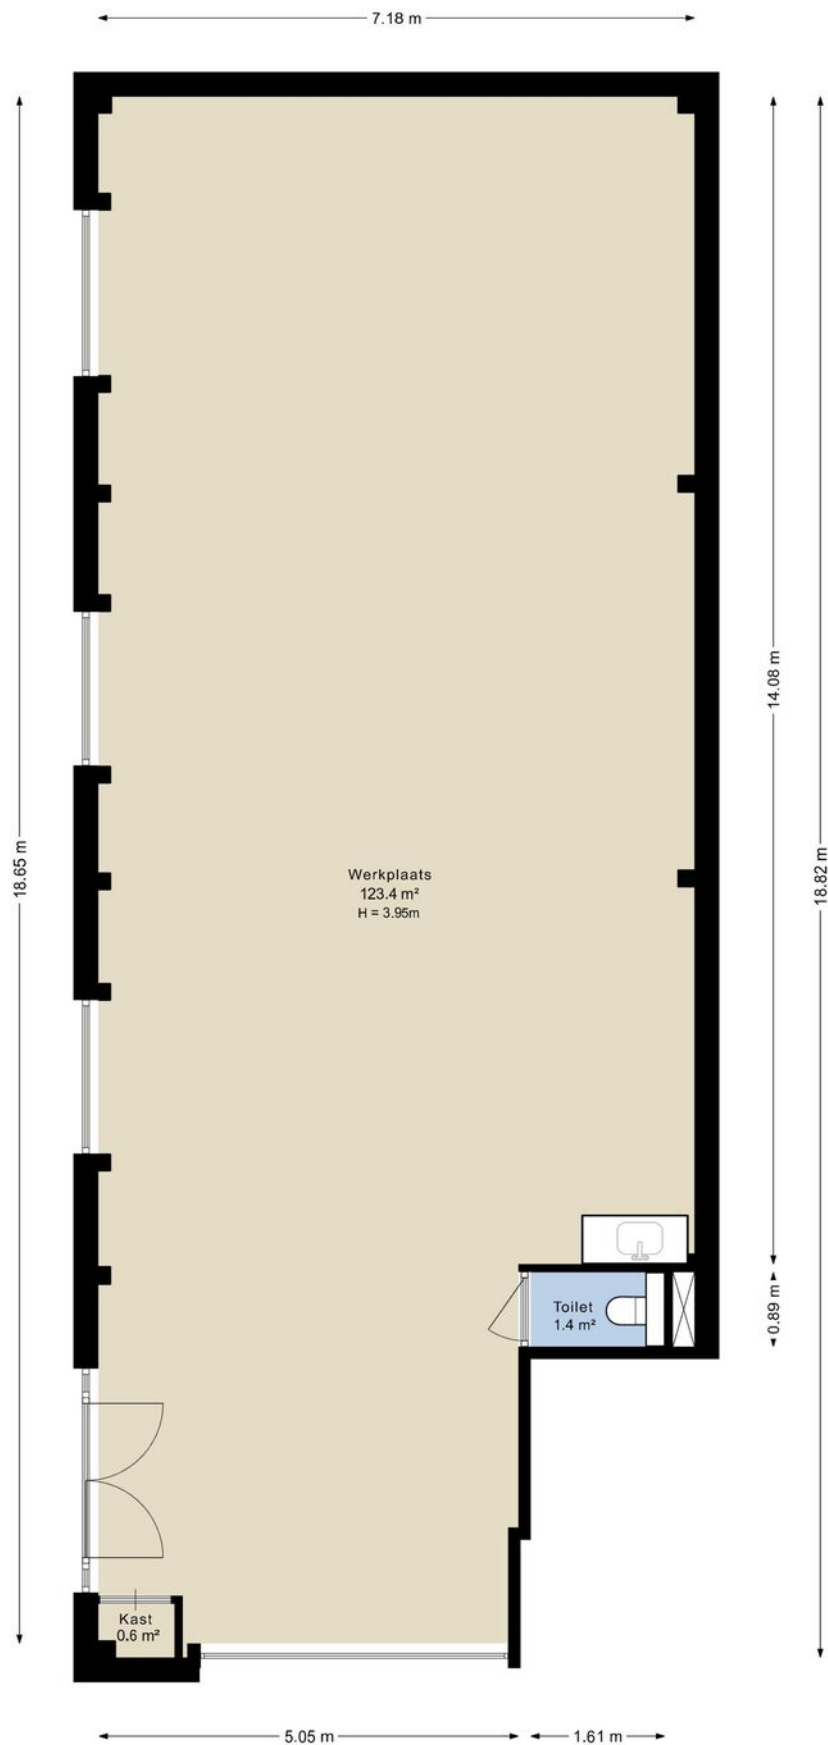 7.18 m
14.08 m
18.65 m
18.82 m
Werkplaats
123.4 m²
H = 3.95m
0.89 m
Toilet
1.4 m²
Kast
0.6 m²
5.05 m
1.61 m